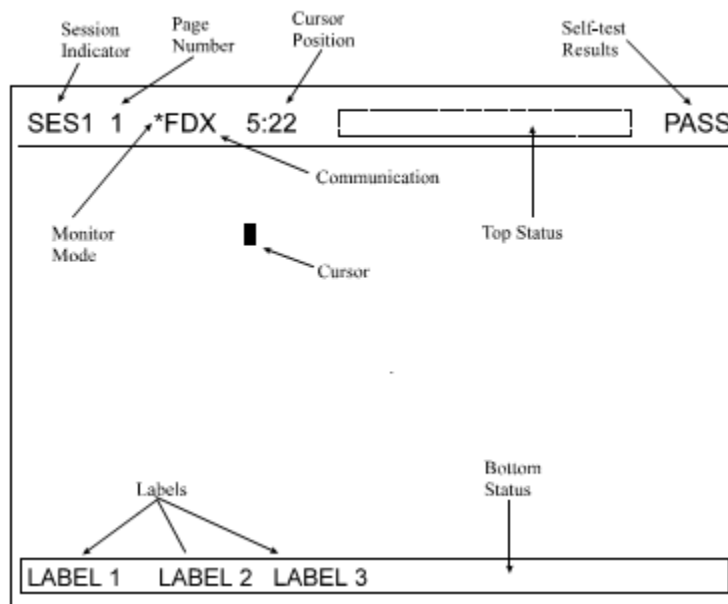 Session
Indicator
Page
Number
Cursor
Position
Self-test
Results
SES1 1 *FDX 5:22 PASS
Communication
Monitor
Mode
Top Status
Cursor
Labels
Bottom
Status
LABEL 1 LABEL 2 LABEL 3